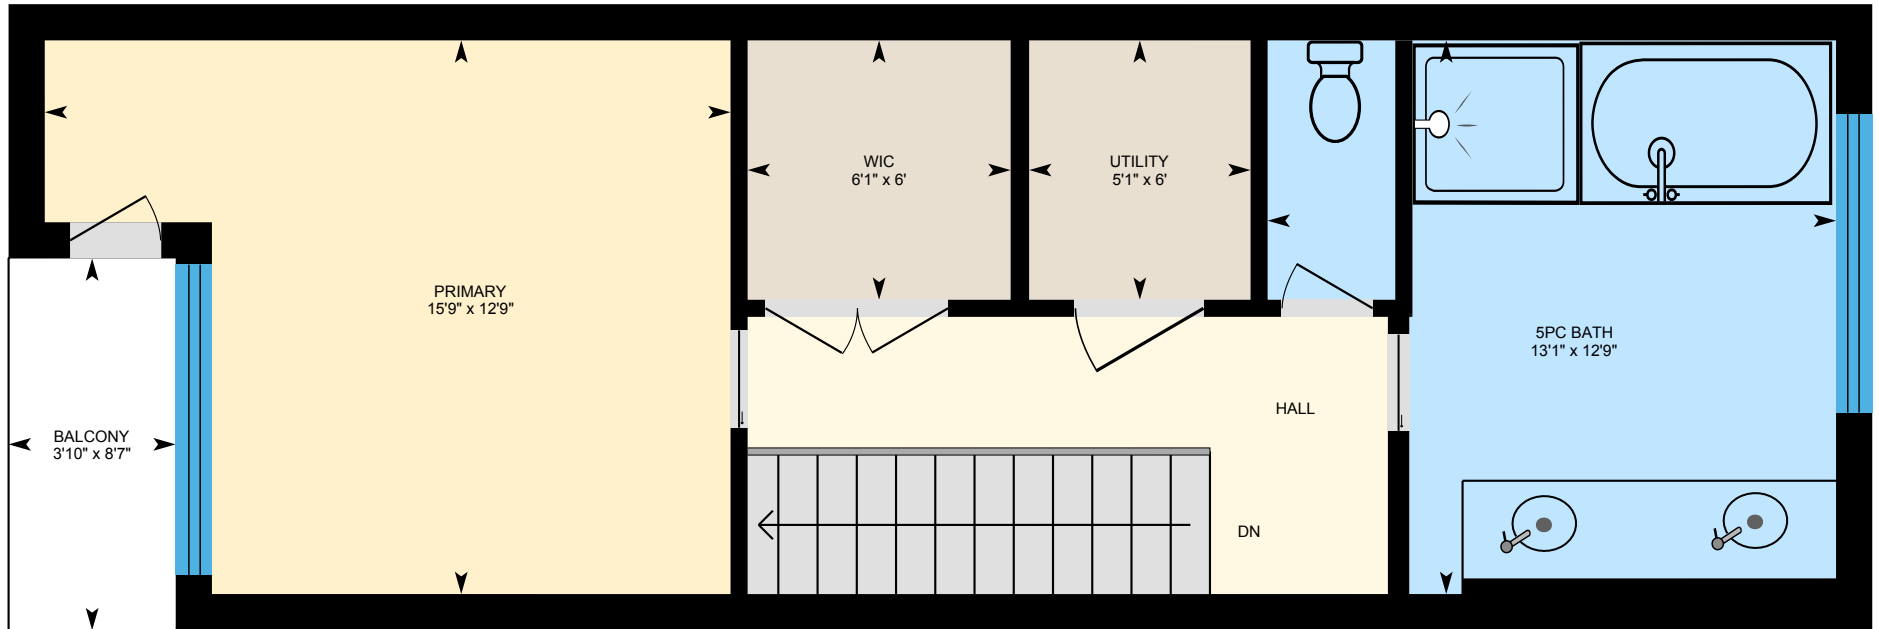 WIC
6'1" x 6'
UTILITY
5'1" x 6'
PRIMARY
15'9" x 12'9"
5PC BATH
13'1" x 12'9"
HALL
BALCONY
3'10" x 8'7"
DN